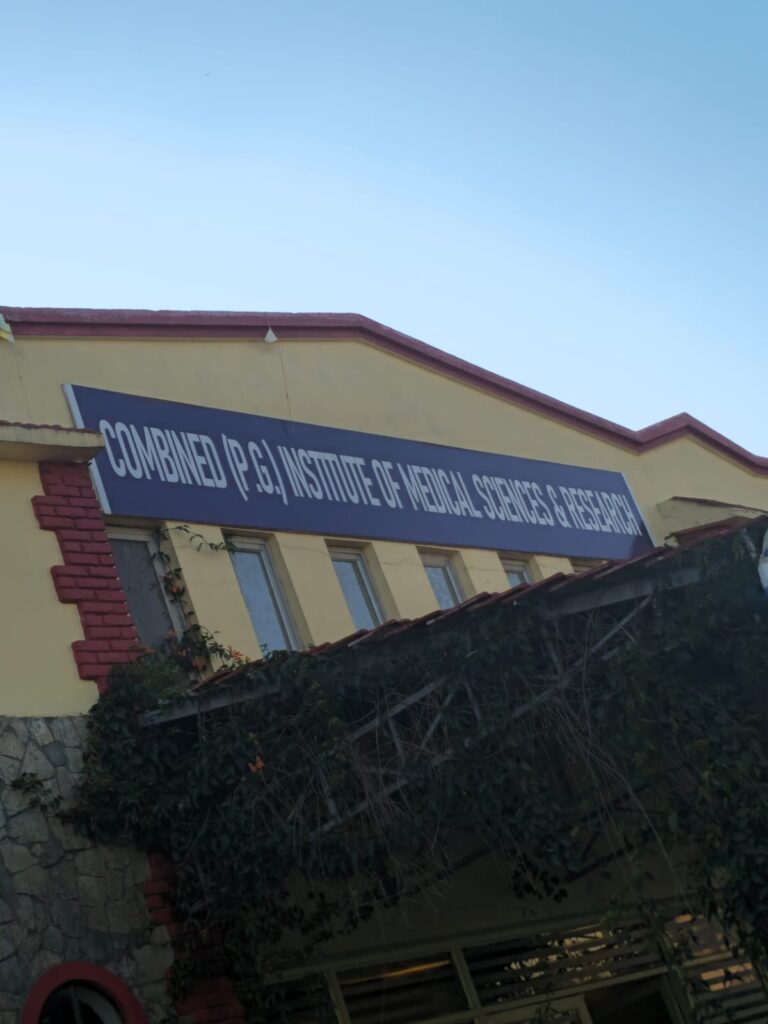 COMBINED (P.G.) INSTITUTE OF MEDICAL SCIENCES & RESEARCH